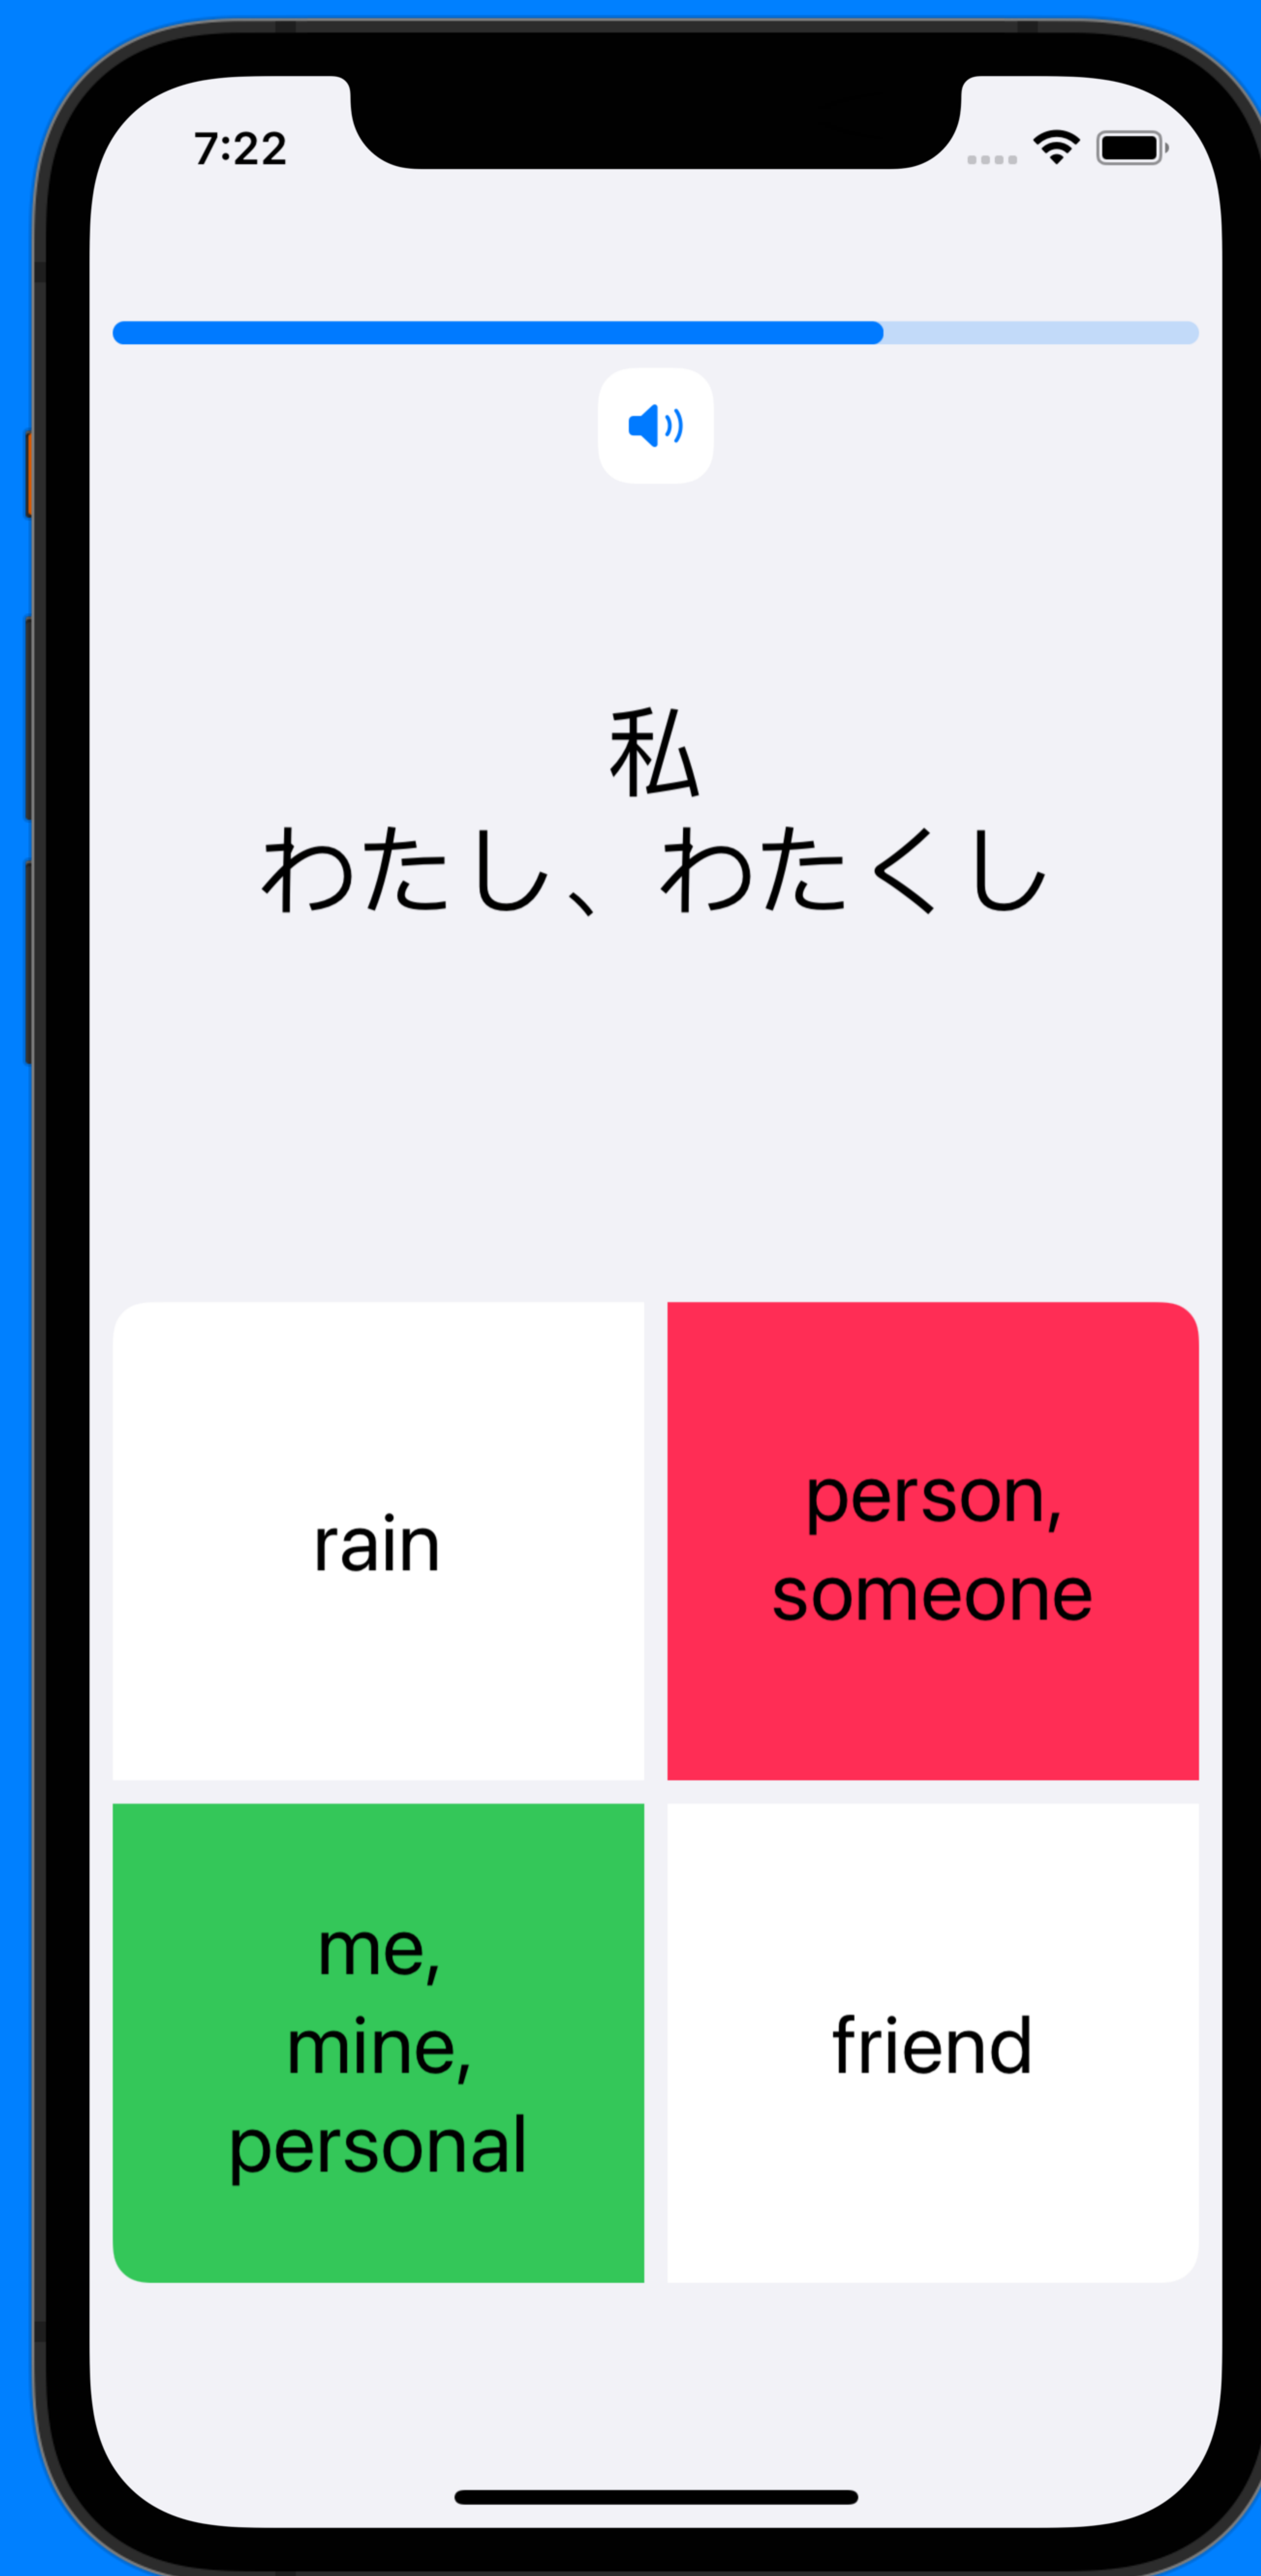 7:22
私
わたし、わたくし
rain
person,
someone
me,
mine,
personal
friend